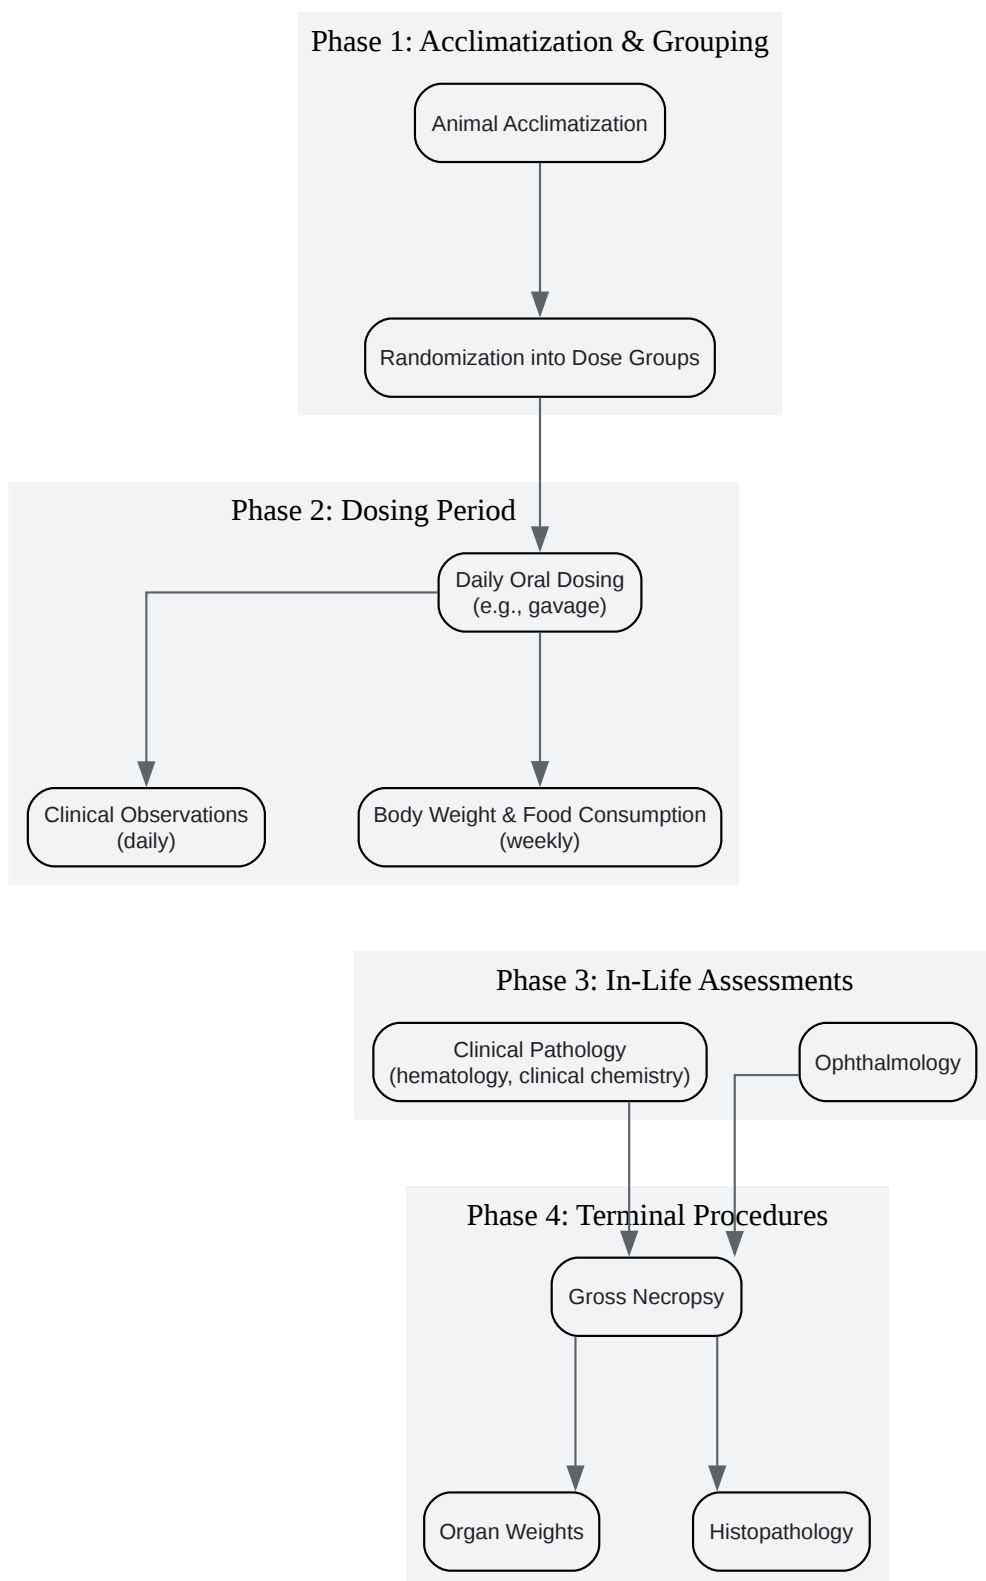 Phase 1: Acclimatization & Grouping
Animal Acclimatization
Randomization into Dose Groups
Phase 2: Dosing Period
Daily Oral Dosing
(e.g., gavage)
Clinical Observations
(daily)
Body Weight & Food Consumption
(weekly)
Phase 3: In-Life Assessments
Clinical Pathology
(hematology, clinical chemistry)
Ophthalmology
Phase 4: Terminal Procedures
Gross Necropsy
Organ Weights
Histopathology